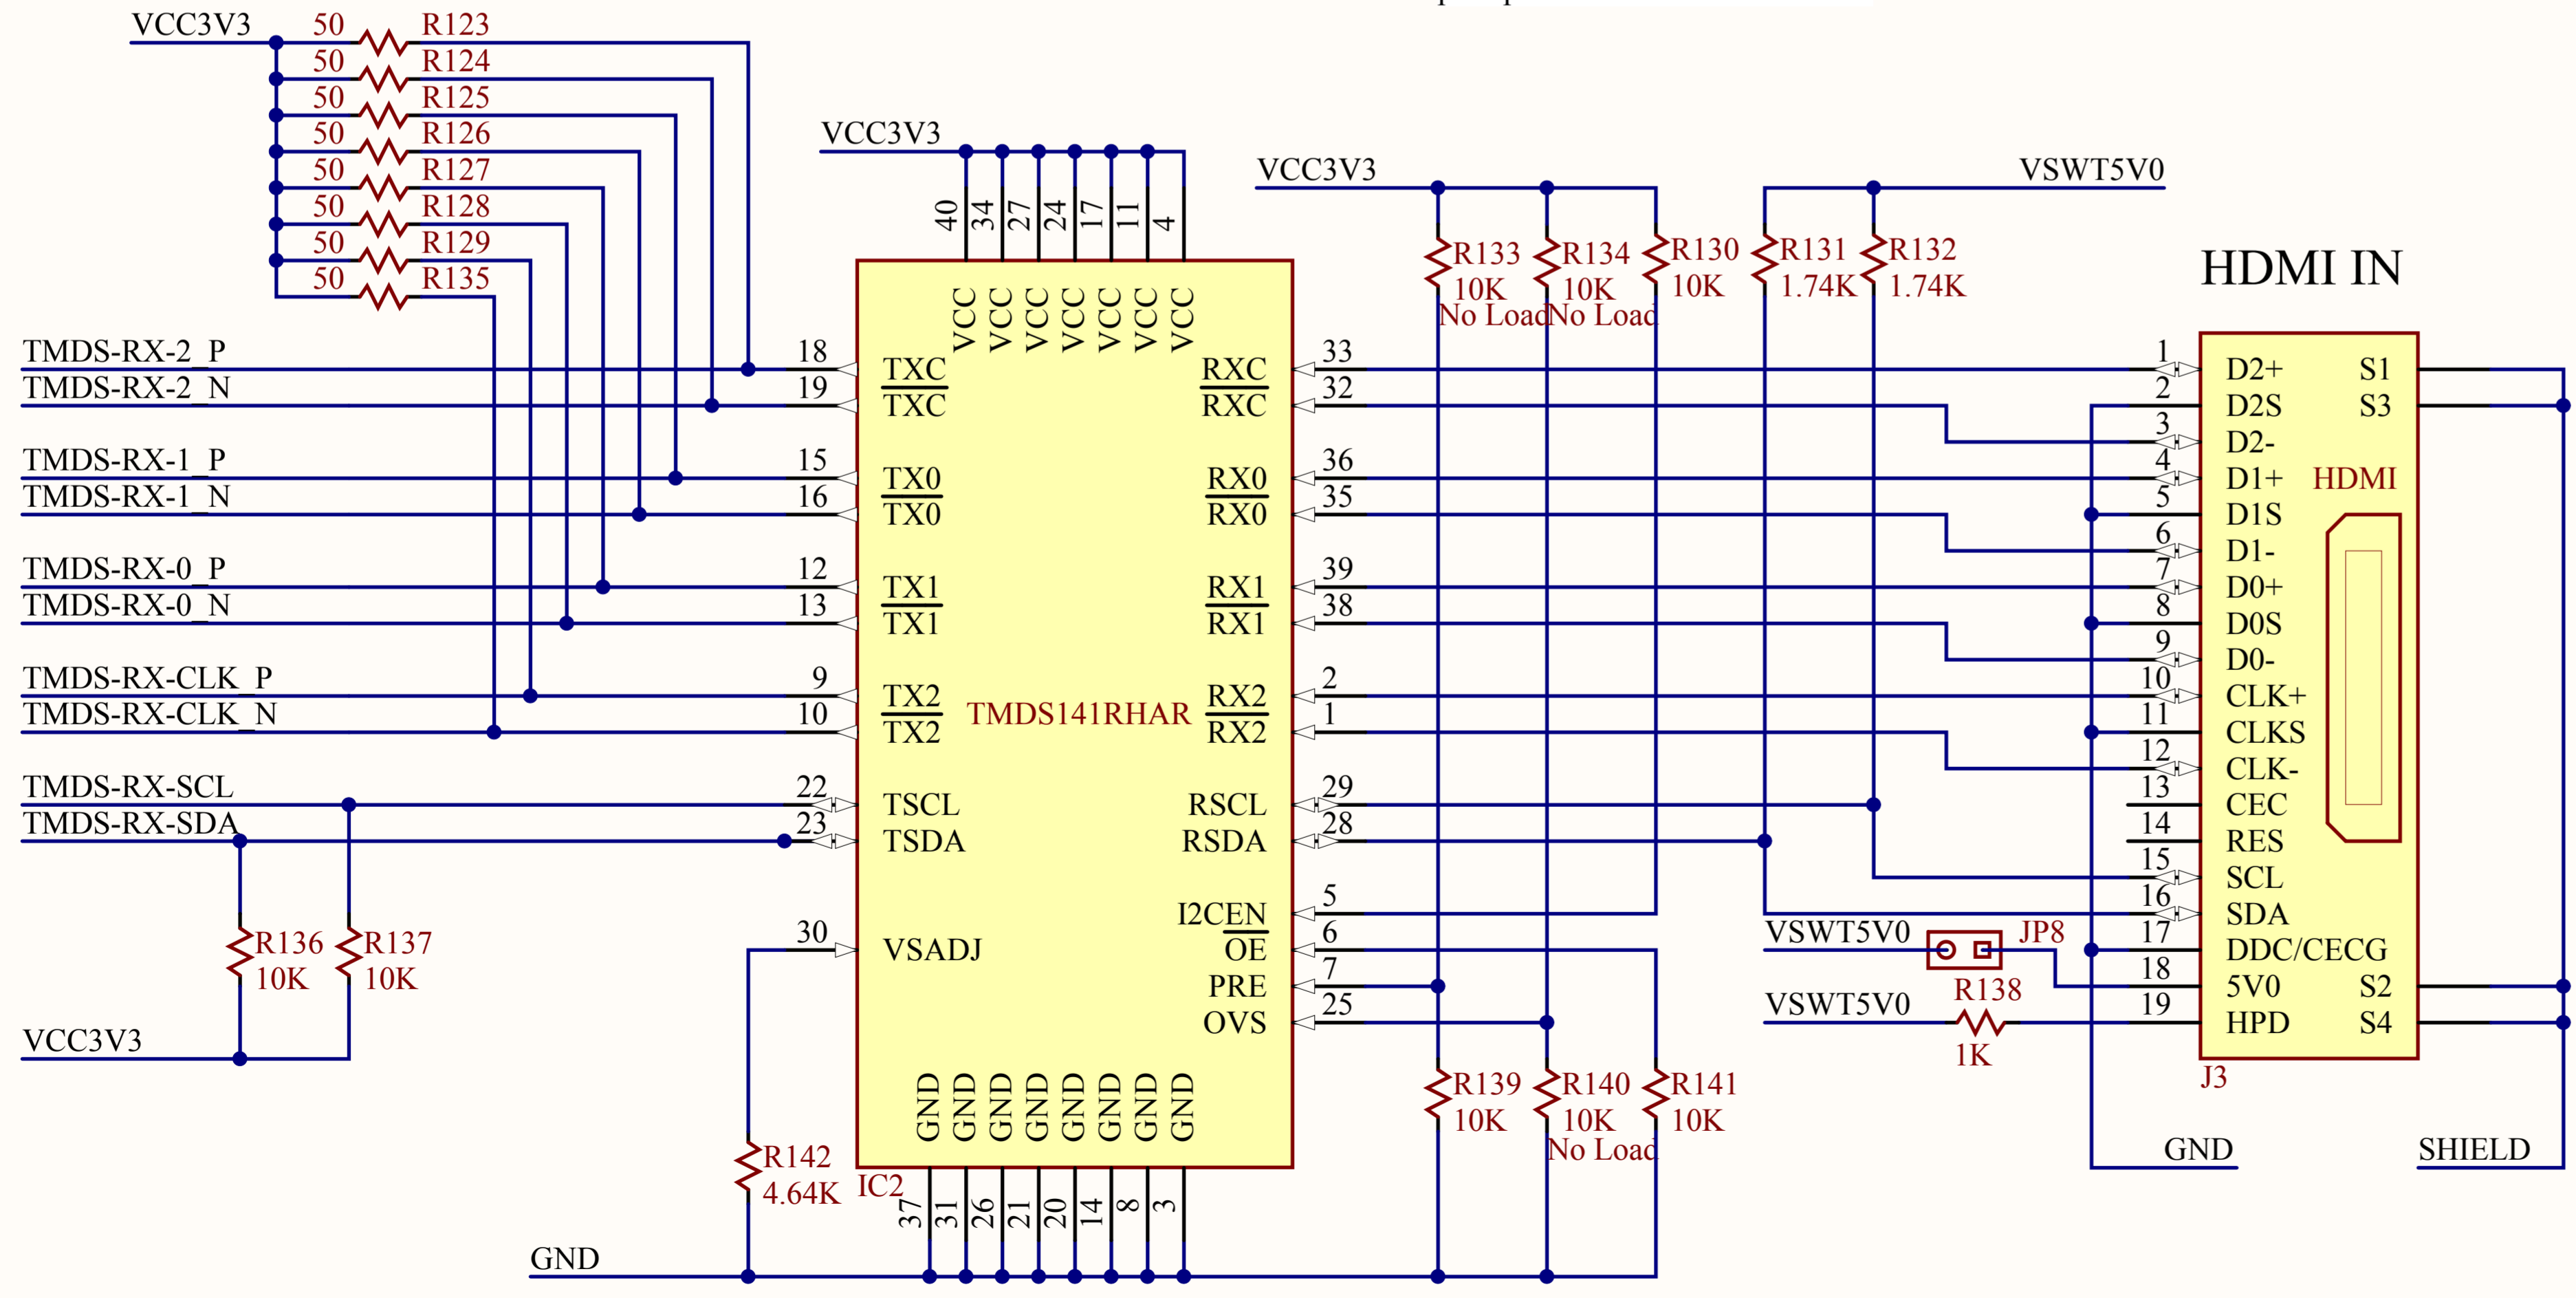 VCC3V3
50 R123
50 R124
50 R125
50 R126
50 R127
50 R128
50 R129
50 R135
TMDS-RX-2_P
TMDS-RX-2_N
TMDS-RX-1_P
TMDS-RX-1_N
TMDS-RX-0_P
TMDS-RX-0_N
TMDS-RX-CLK_P
TMDS-RX-CLK_N
TMDS-RX-SCL
TMDS-RX-SDA
R136
10K
R137
10K
VCC3V3
VCC3V3
40 34 27 24 17 11 4
VCC VCC VCC VCC VCC VCC VCC
18 TXC
19 TXC
15 TX0
16 TX0
12 TX1
13 TX1
9 TX2
10 TX2
22 TSCL
23 TSDA
30 VSADJ
TMDS141RHAR
RXC 33
RXC 32
RX0 36
RX0 35
RX1 39
RX1 38
RX2 2
RX2 1
RSCL 29
RSDA 28
I2CEN 5
OE 6
PRE 7
OVS 25
GND GND GND GND GND GND GND GND
IC2
37 31 26 21 20 14 8 3
R142
4.64K
GND
VCC3V3
R133
10K
No Load
R134
10K
No Load
R130
10K
VSWT5V0
R131
1.74K
R132
1.74K
R139
10K
R140
10K
No Load
R141
10K
VSWT5V0
JP8
VSWT5V0
R138
1K
HDMI IN
1 D2+
2 D2S
3 D2-
4 D1+
5 D1S
6 D1-
7 D0+
8 D0S
9 D0-
10 CLK+
11 CLKS
12 CLK-
13 CEC
14 RES
15 SCL
16 SDA
17 DDC/CECG
18 5V0
19 HPD
S1
S3
HDMI
S2
S4
J3
GND
SHIELD